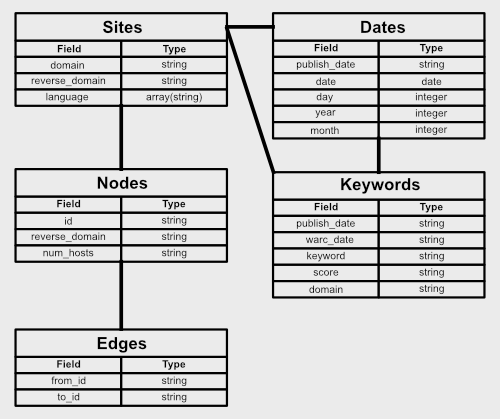 Sites
Field Type
domain string
reverse_domain string
language array(string)
Dates
Field Type
publish_date string
date date
day integer
year integer
month integer
Nodes
Field Type
id string
reverse_domain string
num_hosts string
Keywords
Field Type
publish_date string
warc_date string
keyword string
score string
domain string
Edges
Field Type
from_id string
to_id string